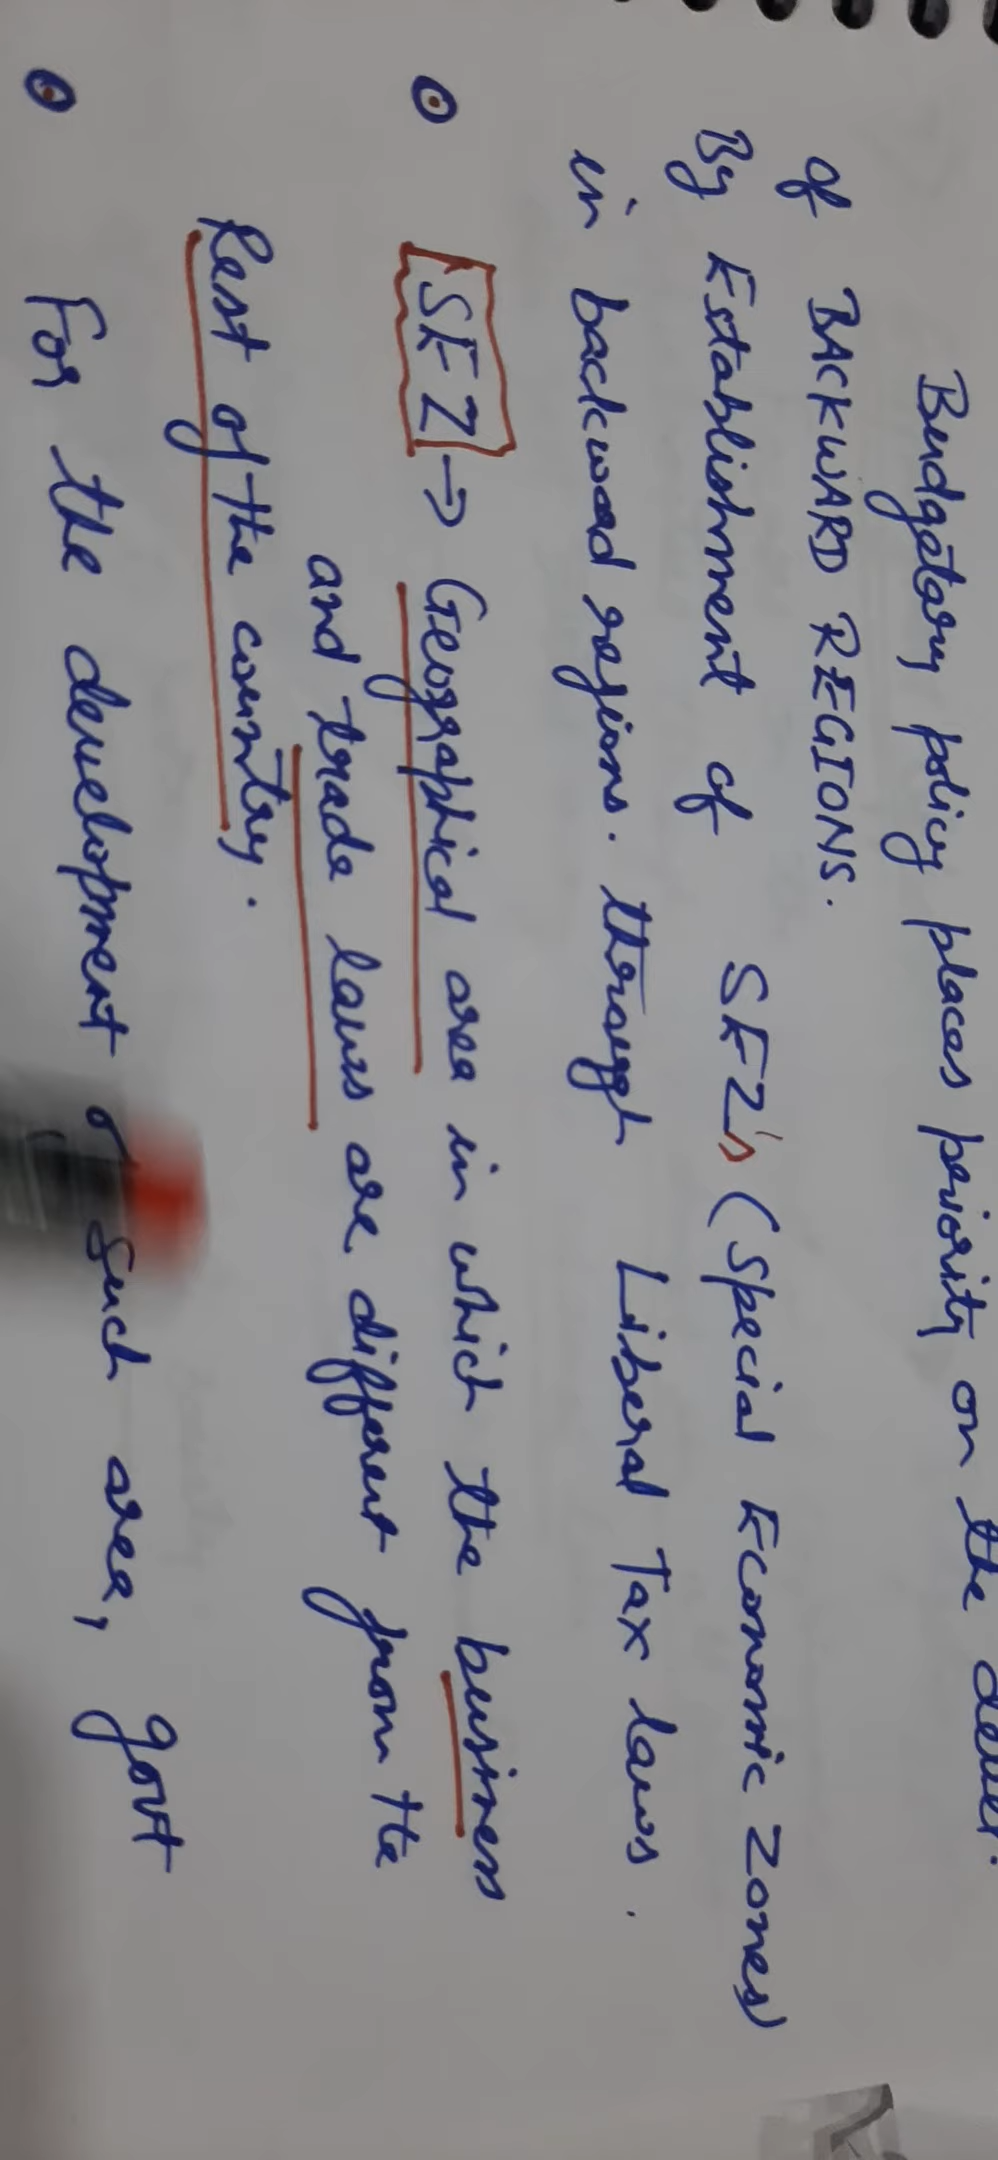 Budgetary policy places periority on the devel.
of BACKWARD REGIONS.
By Establishment of SEZ's (Special Economic Zones)
in backward regions. through Liberal Tax laws.
SEZ → Geographical area in which the business
and trade laws are different from the
Rest of the country.
For the development of such area, govt